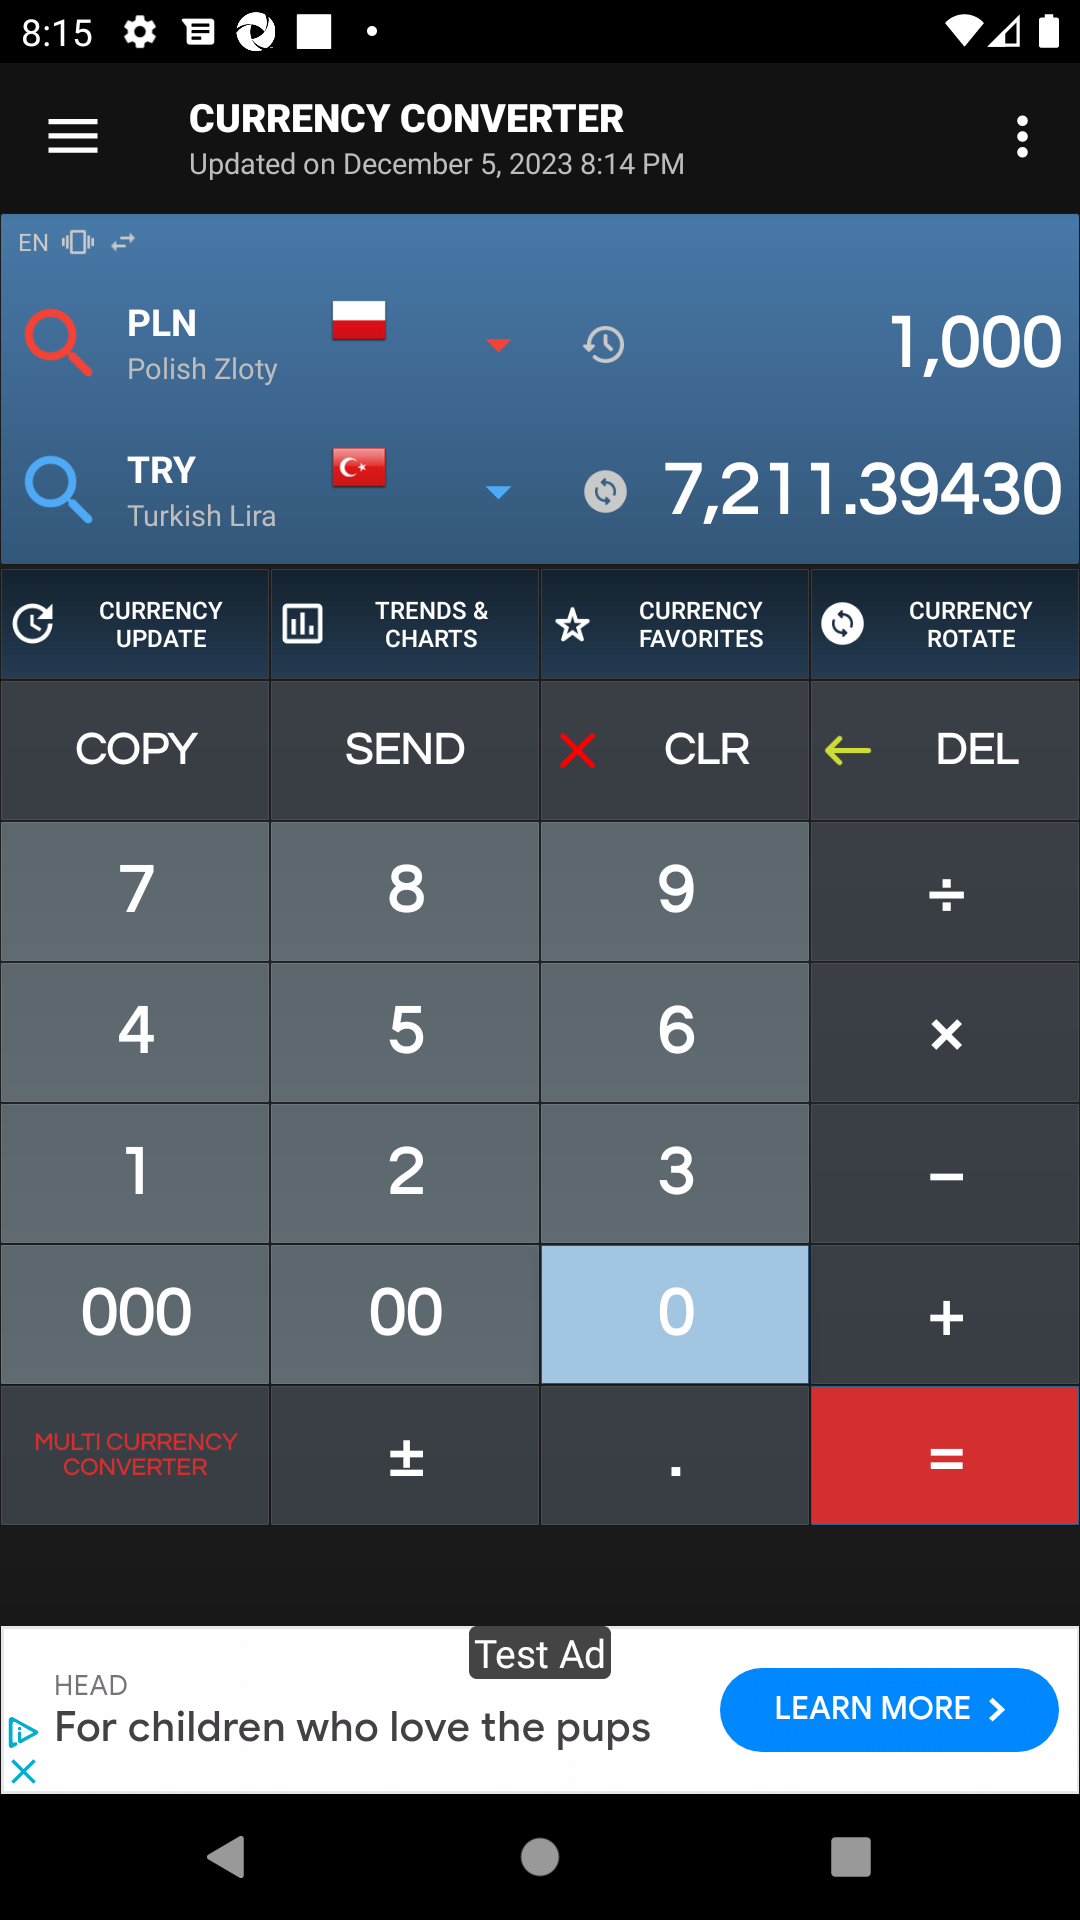 8:15
CURRENCY CONVERTER
Updated on December 5, 2023 8:14 PM
EN
PLN
Polish Zloty
1,000
TRY
Turkish Lira
7,211.39430
CURRENCY UPDATE
TRENDS & CHARTS
CURRENCY FAVORITES
CURRENCY ROTATE
COPY
SEND
CLR
DEL
7
8
9
÷
4
5
6
×
1
2
3
−
000
00
0
+
MULTI CURRENCY CONVERTER
±
.
=
Test Ad
HEAD
For children who love the pups
LEARN MORE